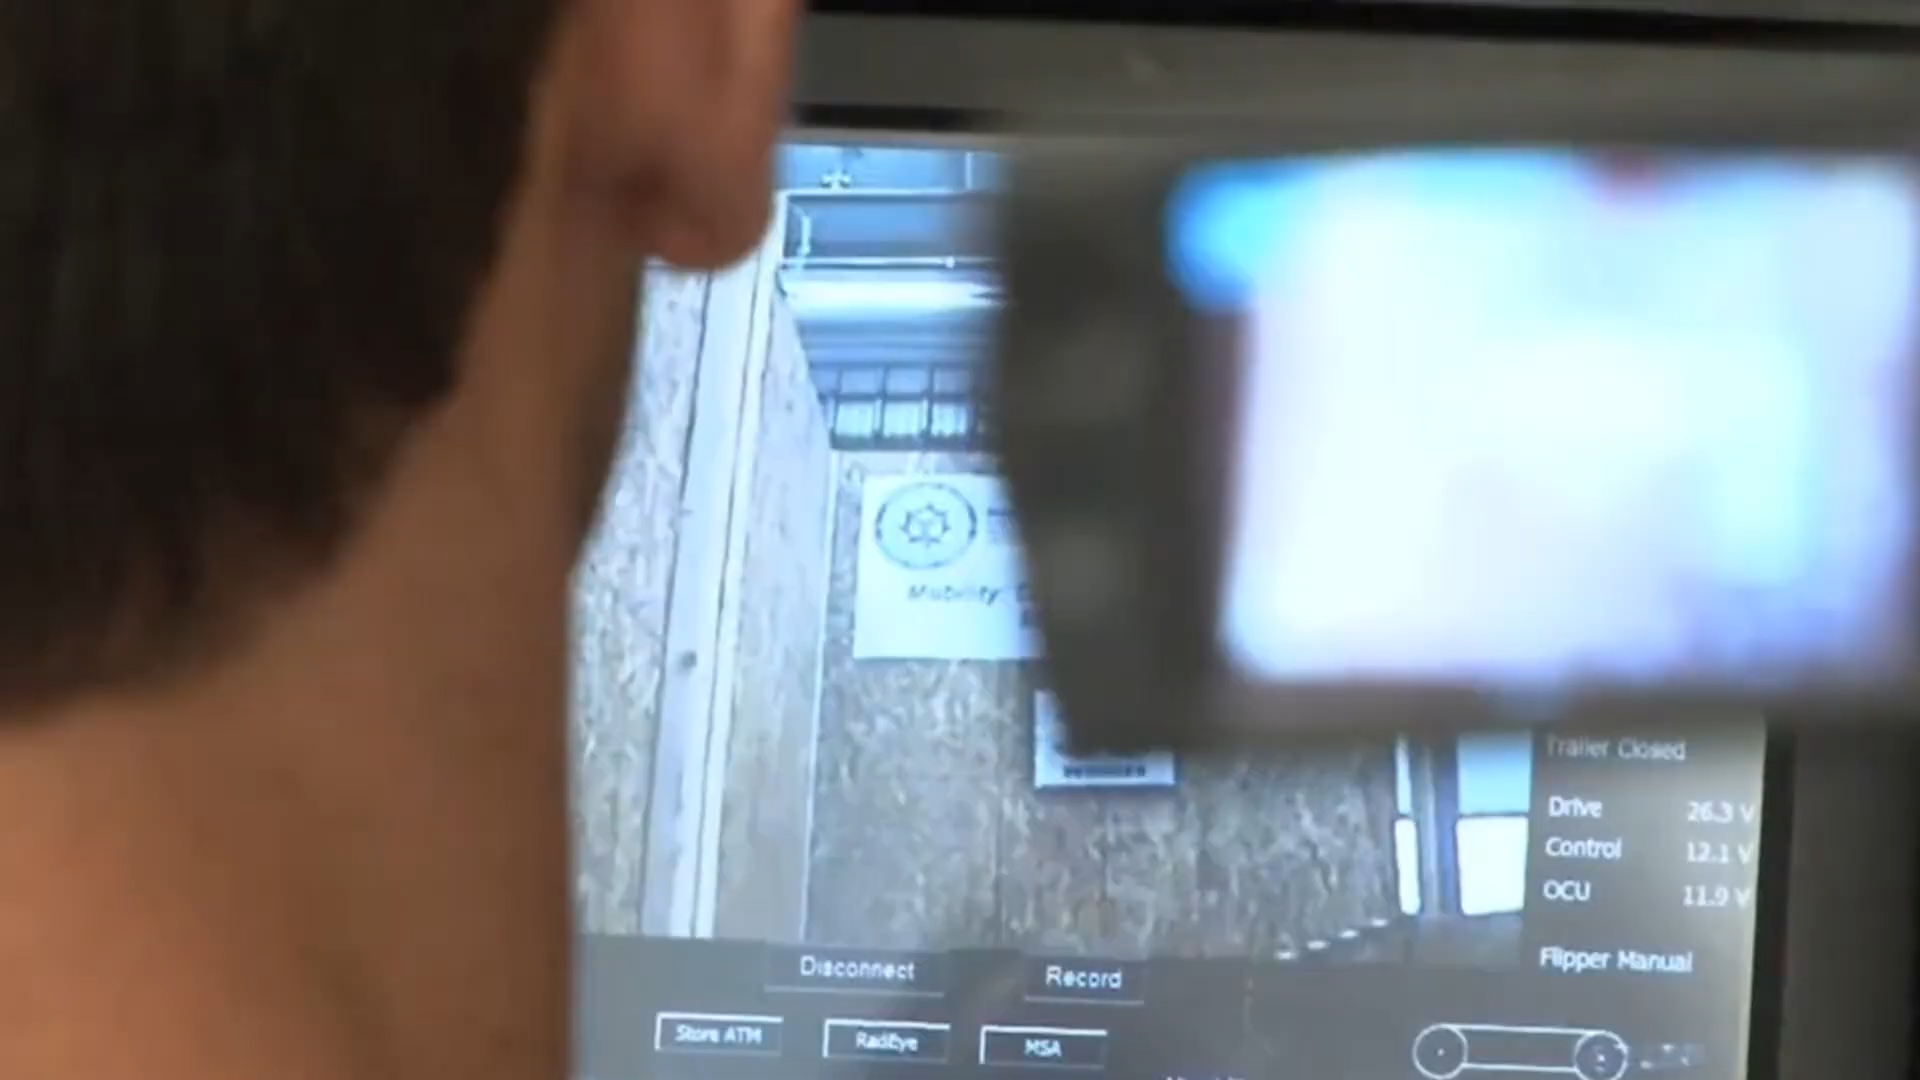 Mobility
Trailer Closed
Drive 26.3 V
Control 12.1 V
OCU 11.9 V
Flipper Manual
Disconnect
Record
Store ATM
RadEye
MSA